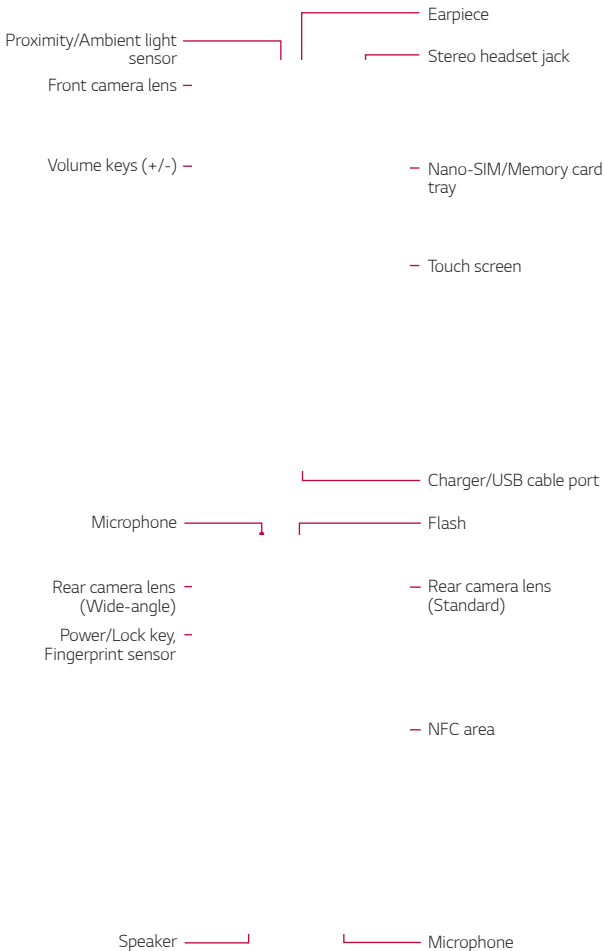 Earpiece
Proximity/Ambient light
sensor
Stereo headset jack
Front camera lens
Volume keys (+/-)
Nano-SIM/Memory card
tray
Touch screen
Charger/USB cable port
Microphone
Flash
Rear camera lens
(Wide-angle)
Rear camera lens
(Standard)
Power/Lock key,
Fingerprint sensor
NFC area
Speaker
Microphone